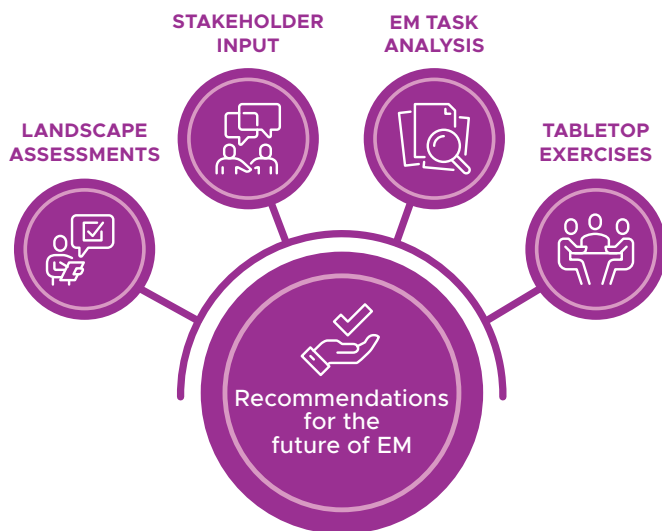 STAKEHOLDER
INPUT
EM TASK
ANALYSIS
LANDSCAPE
ASSESSMENTS
TABLETOP
EXERCISES
Recommendations
for the
future of EM